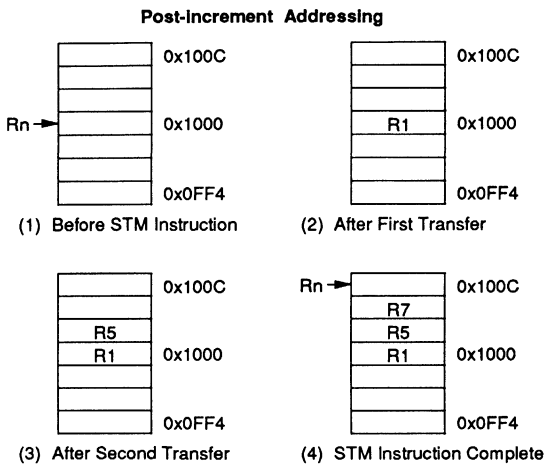 Post-Increment Addressing
0x100C
Rn
0x1000
0x0FF4
(1) Before STM Instruction
0x100C
R1
0x1000
0x0FF4
(2) After First Transfer
0x100C
R5
R1
0x1000
0x0FF4
(3) After Second Transfer
Rn
0x100C
R7
R5
R1
0x1000
0x0FF4
(4) STM Instruction Complete